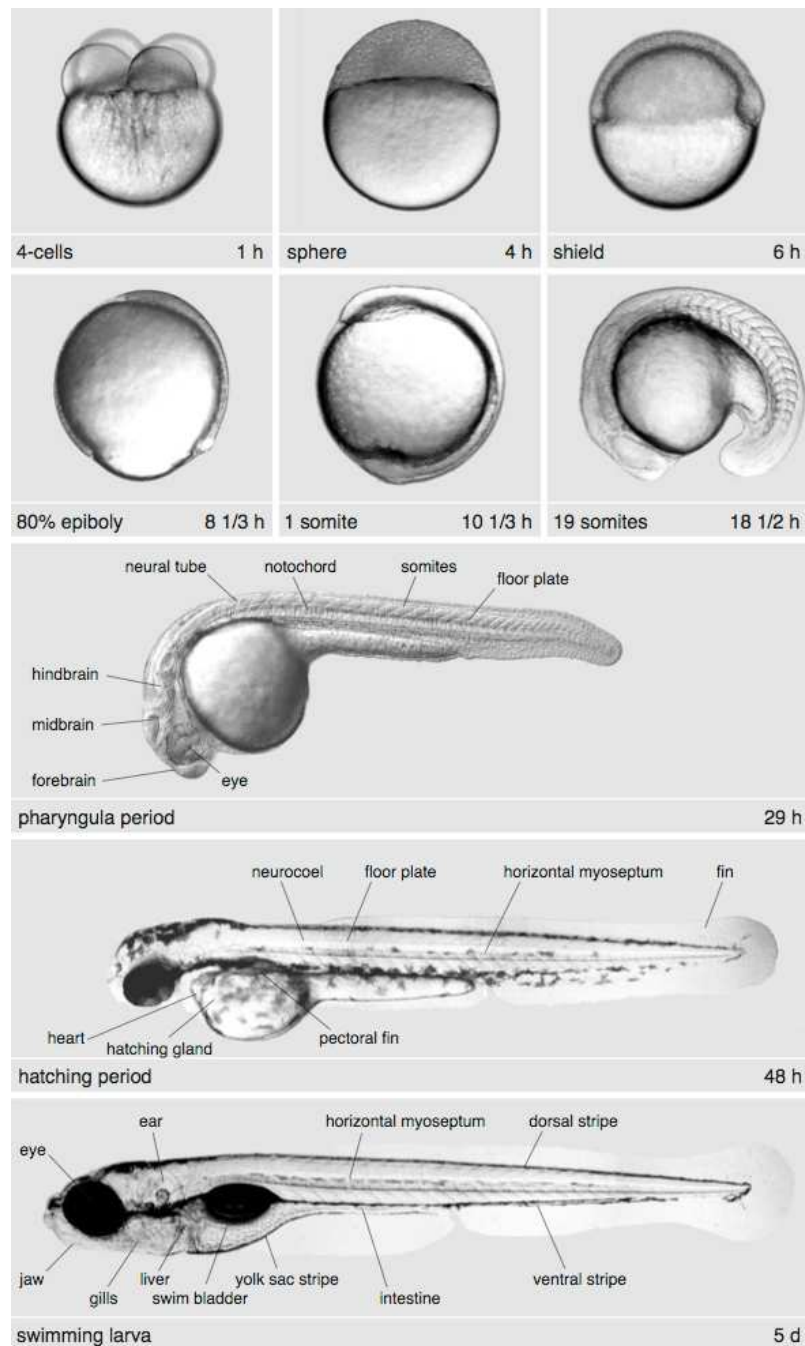 4-cells 1 h
sphere 4 h
shield 6 h
80% epiboly 8 1/3 h
1 somite 10 1/3 h
19 somites 18 1/2 h
neural tube
notochord
somites
floor plate
hindbrain
midbrain
forebrain
eye
pharyngula period 29 h
neurocoel
floor plate
horizontal myoseptum
fin
heart
hatching gland
pectoral fin
hatching period 48 h
ear
horizontal myoseptum
dorsal stripe
eye
jaw
gills
liver
swim bladder
yolk sac stripe
intestine
ventral stripe
swimming larva 5 d